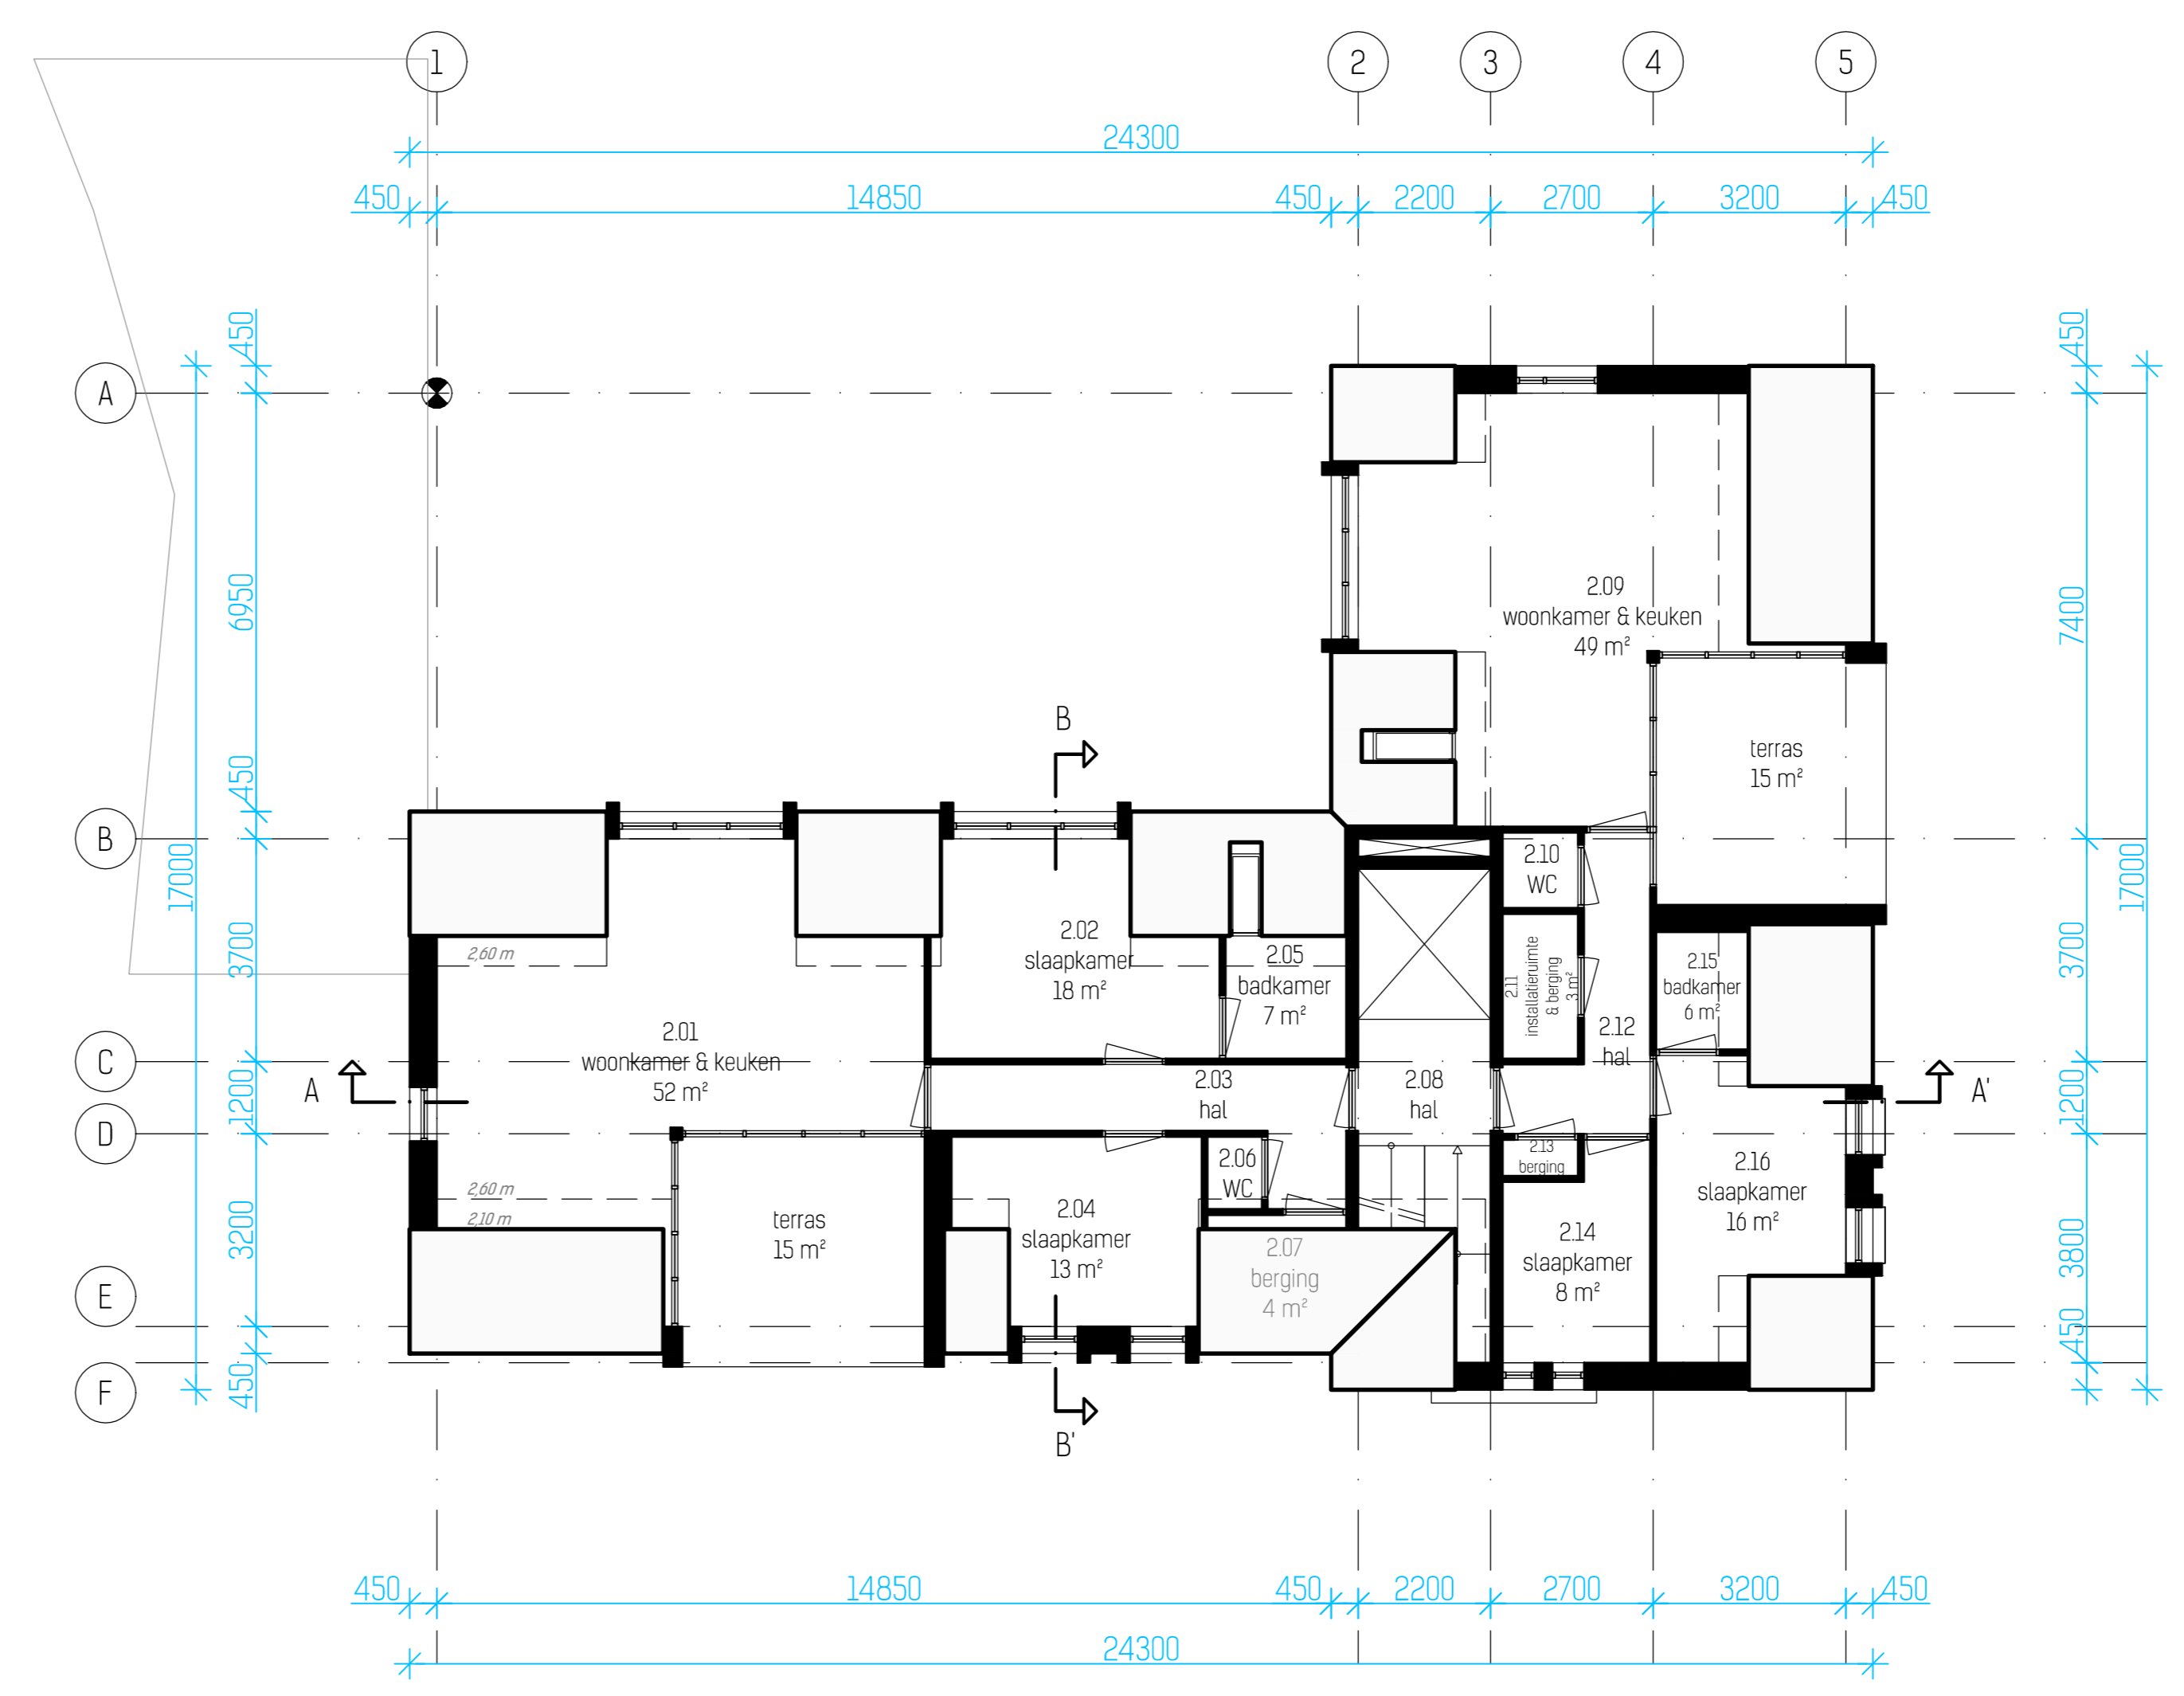 1
2
3
4
5
24300
450
14850
450
2200
2700
3200
450
450
450
A
A
6950
7400
2.09
woonkamer & keuken
49 m²
B
terras
15 m²
450
B
17000
17000
2.10
WC
3700
3700
2,60 m
2.02
slaapkamer
18 m²
2.05
badkamer
7 m²
2.11
installatieruimte
& berging
3 m²
2.15
badkamer
6 m²
2.01
woonkamer & keuken
52 m²
2.12
hal
C
A
2.03
hal
2.08
hal
A'
1200
1200
D
2.13
berging
2.06
WC
2.16
slaapkamer
16 m²
2,60 m
2,10 m
terras
15 m²
2.04
slaapkamer
13 m²
2.07
berging
4 m²
2.14
slaapkamer
8 m²
3200
3800
E
450
450
F
B'
450
14850
450
2200
2700
3200
450
24300